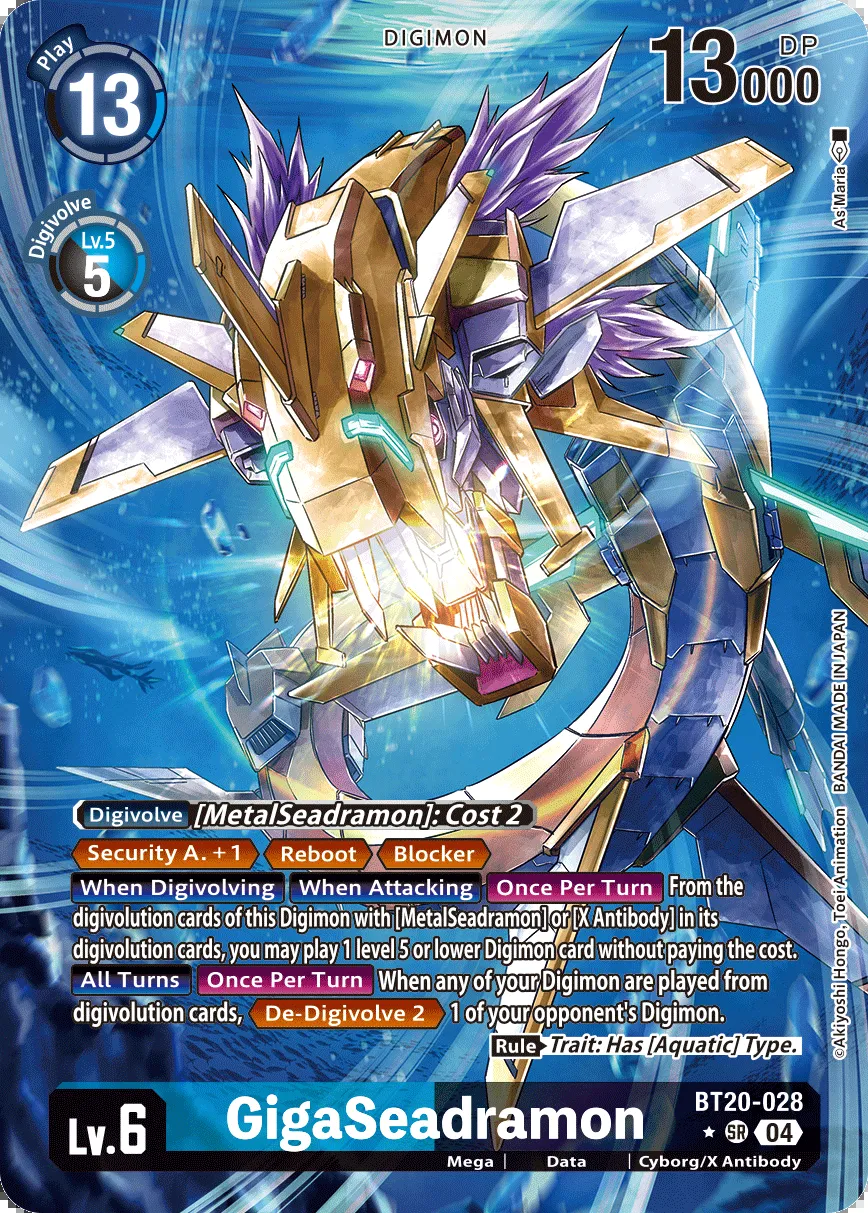 DIGIMON
Play
13
13000
DP
Digivolve
Lv.5
5
As'Maria
Digivolve [MetalSeadramon]: Cost 2
Security A. +1 Reboot Blocker
When Digivolving When Attacking Once Per Turn From the
digivolution cards of this Digimon with [MetalSeadramon] or [X Antibody] in its
digivolution cards, you may play 1 level 5 or lower Digimon card without paying the cost.
All Turns Once Per Turn When any of your Digimon are played from
digivolution cards, De-Digivolve 2 1 of your opponent's Digimon.
Rule Trait: Has [Aquatic] Type.
©Akiyoshi Hongo, Toei Animation BANDAI MADE IN JAPAN
Lv.6
GigaSeadramon
BT20-028
SR 04
Mega | Data | Cyborg/X Antibody